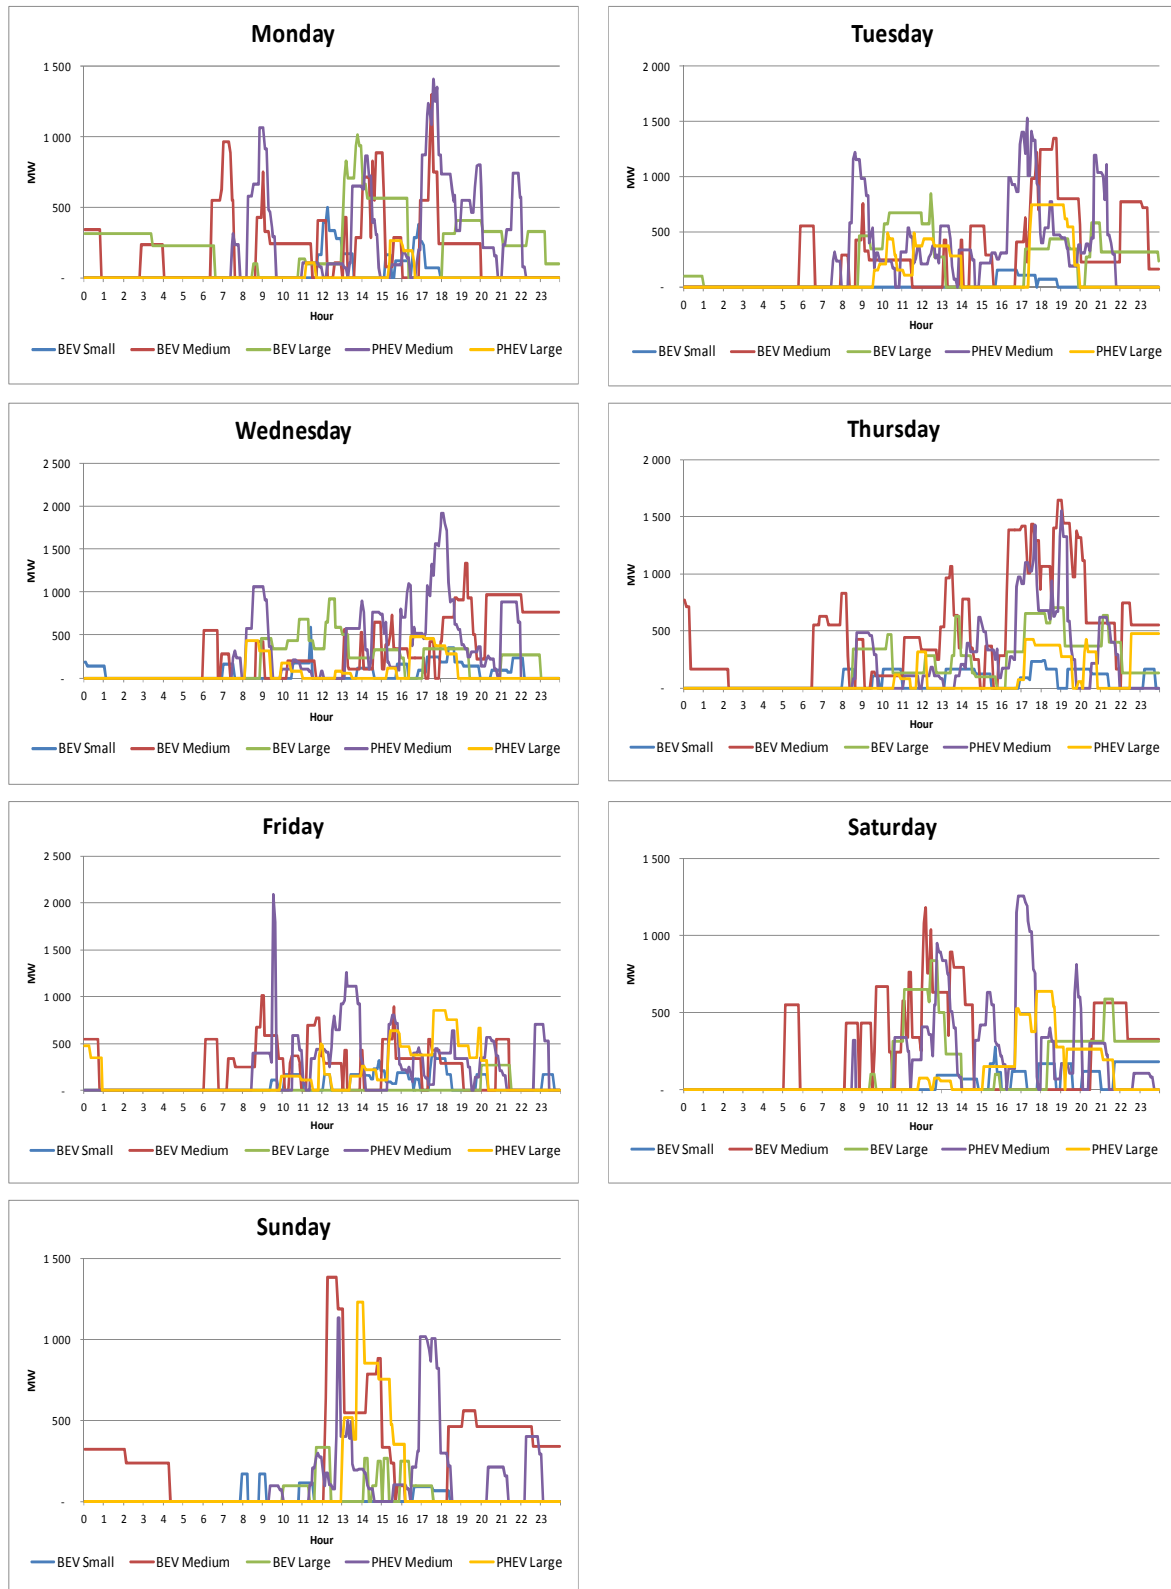 Monday
1 500
1 000
500
-
MW
0 1 2 3 4 5 6 7 8 9 10 11 12 13 14 15 16 17 18 19 20 21 22 23
Hour
BEV Small BEV Medium BEV Large PHEV Medium PHEV Large
Tuesday
2 000
1 500
1 000
500
-
MW
0 1 2 3 4 5 6 7 8 9 10 11 12 13 14 15 16 17 18 19 20 21 22 23
Hour
BEV Small BEV Medium BEV Large PHEV Medium PHEV Large
Wednesday
2 500
2 000
1 500
1 000
500
-
MW
0 1 2 3 4 5 6 7 8 9 10 11 12 13 14 15 16 17 18 19 20 21 22 23
Hour
BEV Small BEV Medium BEV Large PHEV Medium PHEV Large
Thursday
2 000
1 500
1 000
500
-
MW
0 1 2 3 4 5 6 7 8 9 10 11 12 13 14 15 16 17 18 19 20 21 22 23
Hour
BEV Small BEV Medium BEV Large PHEV Medium PHEV Large
Friday
2 500
2 000
1 500
1 000
500
-
MW
0 1 2 3 4 5 6 7 8 9 10 11 12 13 14 15 16 17 18 19 20 21 22 23
Hour
BEV Small BEV Medium BEV Large PHEV Medium PHEV Large
Saturday
1 500
1 000
500
-
MW
0 1 2 3 4 5 6 7 8 9 10 11 12 13 14 15 16 17 18 19 20 21 22 23
Hour
BEV Small BEV Medium BEV Large PHEV Medium PHEV Large
Sunday
1 500
1 000
500
-
MW
0 1 2 3 4 5 6 7 8 9 10 11 12 13 14 15 16 17 18 19 20 21 22 23
Hour
BEV Small BEV Medium BEV Large PHEV Medium PHEV Large